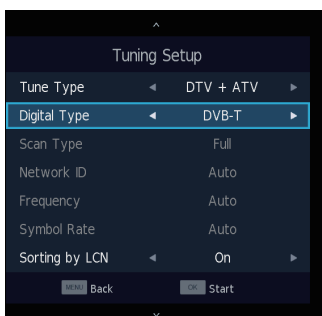 Tuning Setup
Tune Type DTV + ATV
Digital Type DVB-T
Scan Type Full
Network ID Auto
Frequency Auto
Symbol Rate Auto
Sorting by LCN On
MENU Back OK Start